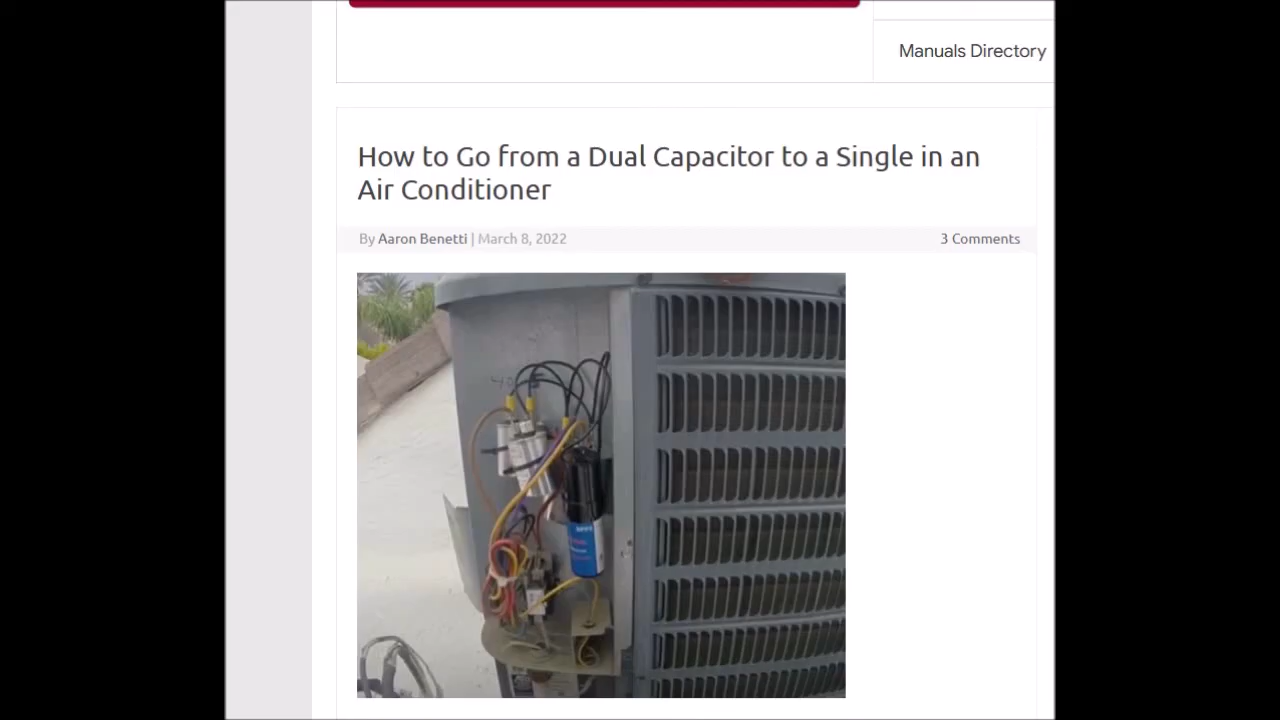 Manuals Directory
How to Go from a Dual Capacitor to a Single in an
Air Conditioner
By Aaron Benetti | March 8, 2022
3 Comments